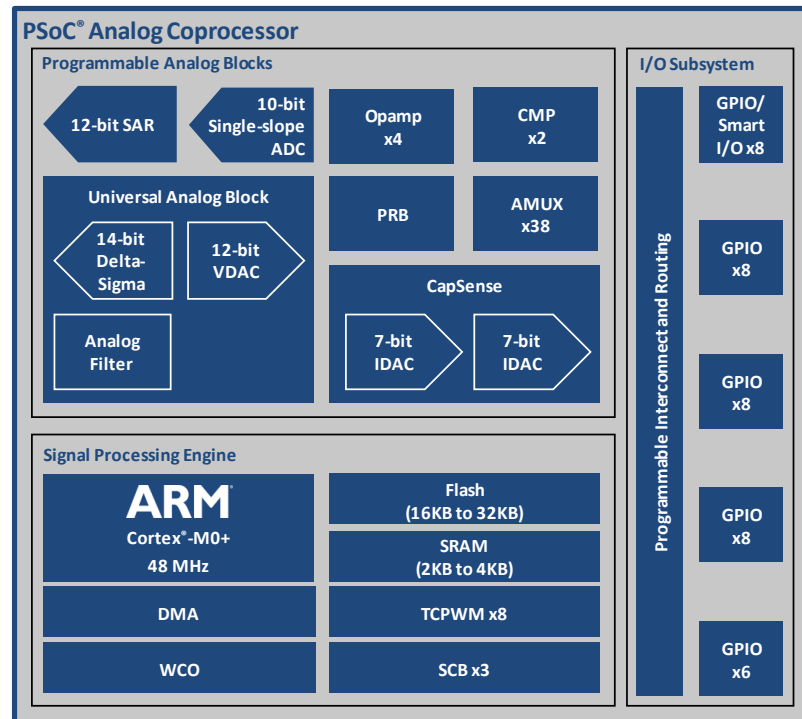 PSoC® Analog Coprocessor
Programmable Analog Blocks
12-bit SAR
10-bit
Single-slope
ADC
Opamp
x4
CMP
x2
Universal Analog Block
14-bit
Delta-
Sigma
12-bit
VDAC
Analog
Filter
PRB
AMUX
x38
CapSense
7-bit
IDAC
7-bit
IDAC
Signal Processing Engine
ARM®
Cortex®-M0+
48 MHz
DMA
WCO
Flash
(16KB to 32KB)
SRAM
(2KB to 4KB)
TCPWM x8
SCB x3
I/O Subsystem
Programmable Interconnect and Routing
GPIO/
Smart
I/O x8
GPIO
x8
GPIO
x8
GPIO
x8
GPIO
x6